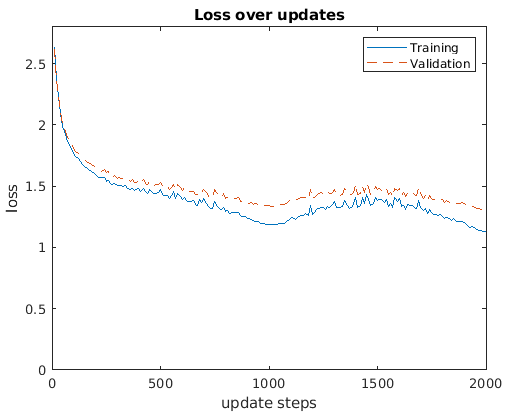 Loss over updates
Training
Validation
2.5
2
1.5
1
0.5
0
0
500
1000
1500
2000
loss
update steps